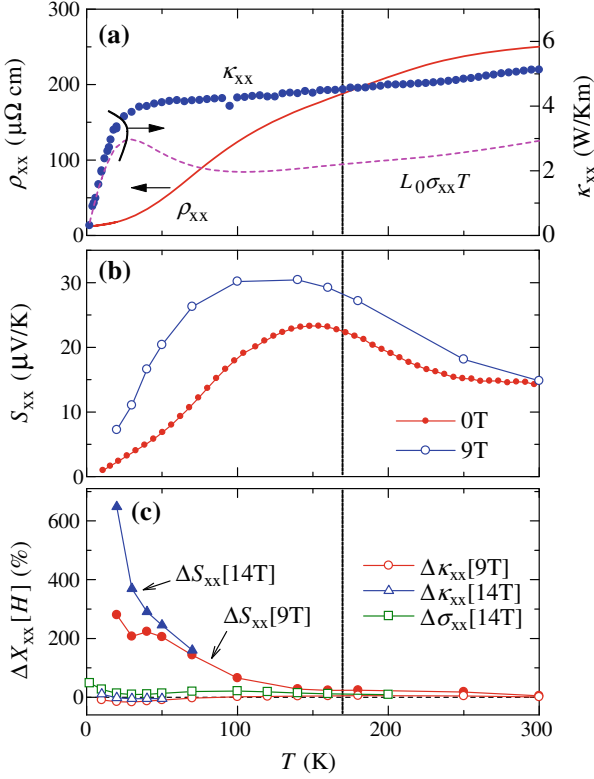 300
200
100
0
ρxx (μΩ cm)
(a)
κxx
ρxx
L0σxxT
6
4
2
0
κxx (W/Km)
30
20
10
0
Sxx (μV/K)
(b)
0T
9T
600
400
200
0
ΔXxx[H] (%)
(c)
ΔSxx[14T]
ΔSxx[9T]
Δκxx[9T]
Δκxx[14T]
Δσxx[14T]
0
100
200
300
T (K)